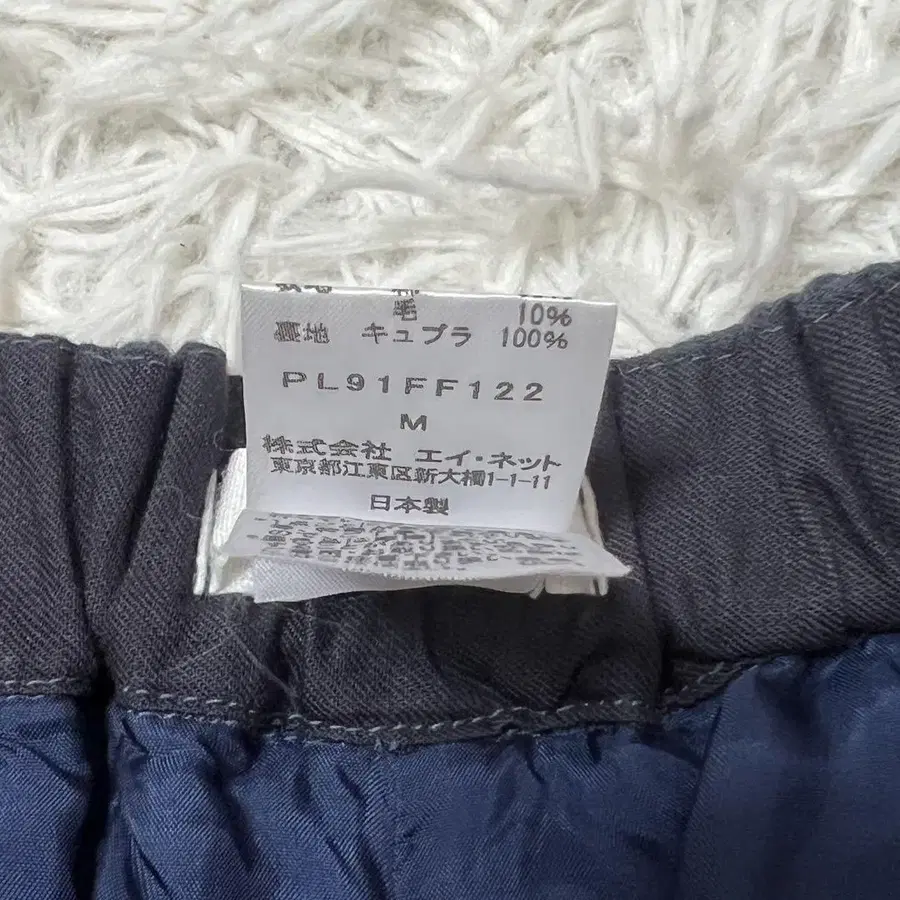 毛 10%
裏地 キュプラ 100%
PL91FF122
M
株式会社 エイ・ネット
東京都江東区新大橋1-1-11
日本製